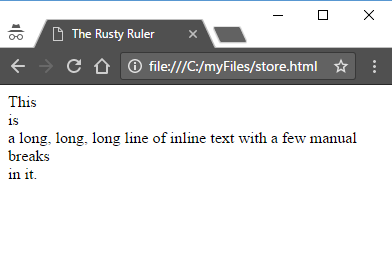 The Rusty Ruler
file:///C:/myFiles/store.html
This
is
a long, long, long line of inline text with a few manual
breaks
in it.